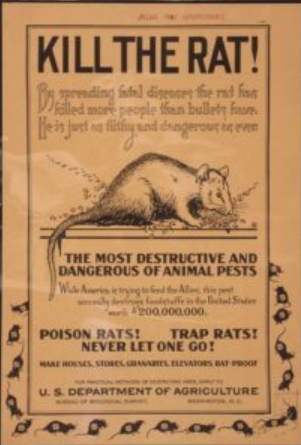 KILL THE RAT!
By spreading fatal diseases the rat has
killed more people than bullets have.
He is just as filthy and dangerous as ever
THE MOST DESTRUCTIVE AND
DANGEROUS OF ANIMAL PESTS
While America is trying to feed the Allies, this pest
annually destroys foodstuffs in the United States
worth $200,000,000.
POISON RATS! TRAP RATS!
NEVER LET ONE GO!
MAKE HOUSES, STORES, GRANARIES, ELEVATORS RAT-PROOF
FOR PRACTICAL METHODS OF DESTROYING RATS, APPLY TO
U. S. DEPARTMENT OF AGRICULTURE
BUREAU OF BIOLOGICAL SURVEY, WASHINGTON, D. C.